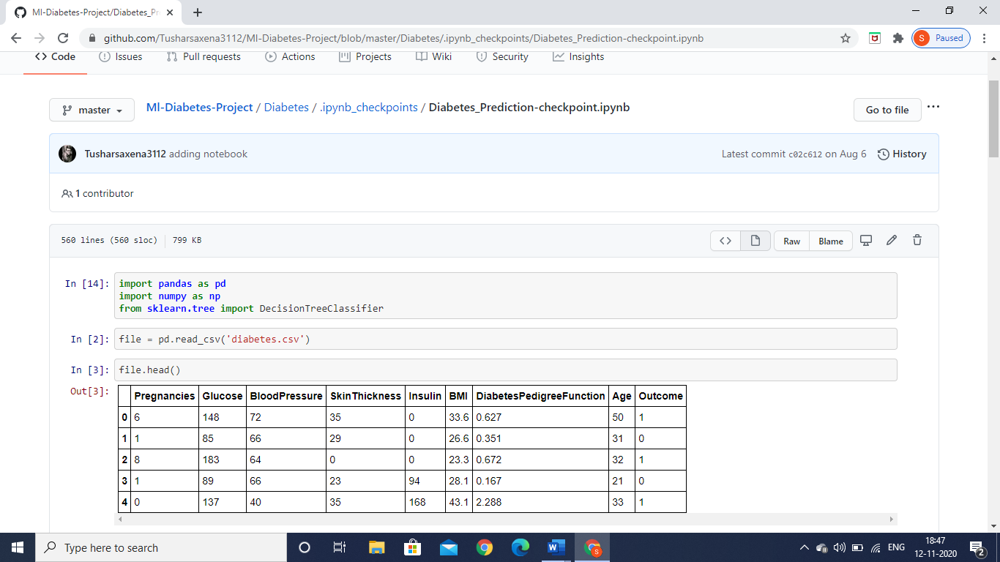 Ml-Diabetes-Project/Diabetes_Pr
github.com/Tusharsaxena3112/Ml-Diabetes-Project/blob/master/Diabetes/.ipynb_checkpoints/Diabetes_Prediction-checkpoint.ipynb
S Paused
Code Issues Pull requests Actions Projects Wiki Security Insights
master Ml-Diabetes-Project / Diabetes / .ipynb_checkpoints / Diabetes_Prediction-checkpoint.ipynb Go to file
Tusharsaxena3112 adding notebook Latest commit c02c612 on Aug 6 History
1 contributor
560 lines (560 sloc) 799 KB Raw Blame
In [14]: import pandas as pd
import numpy as np
from sklearn.tree import DecisionTreeClassifier
In [2]: file = pd.read_csv('diabetes.csv')
In [3]: file.head()
Out[3]:
Pregnancies Glucose BloodPressure SkinThickness Insulin BMI DiabetesPedigreeFunction Age Outcome
0 6 148 72 35 0 33.6 0.627 50 1
1 1 85 66 29 0 26.6 0.351 31 0
2 8 183 64 0 0 23.3 0.672 32 1
3 1 89 66 23 94 28.1 0.167 21 0
4 0 137 40 35 168 43.1 2.288 33 1
Type here to search
W
S
ENG
18:47
12-11-2020
2